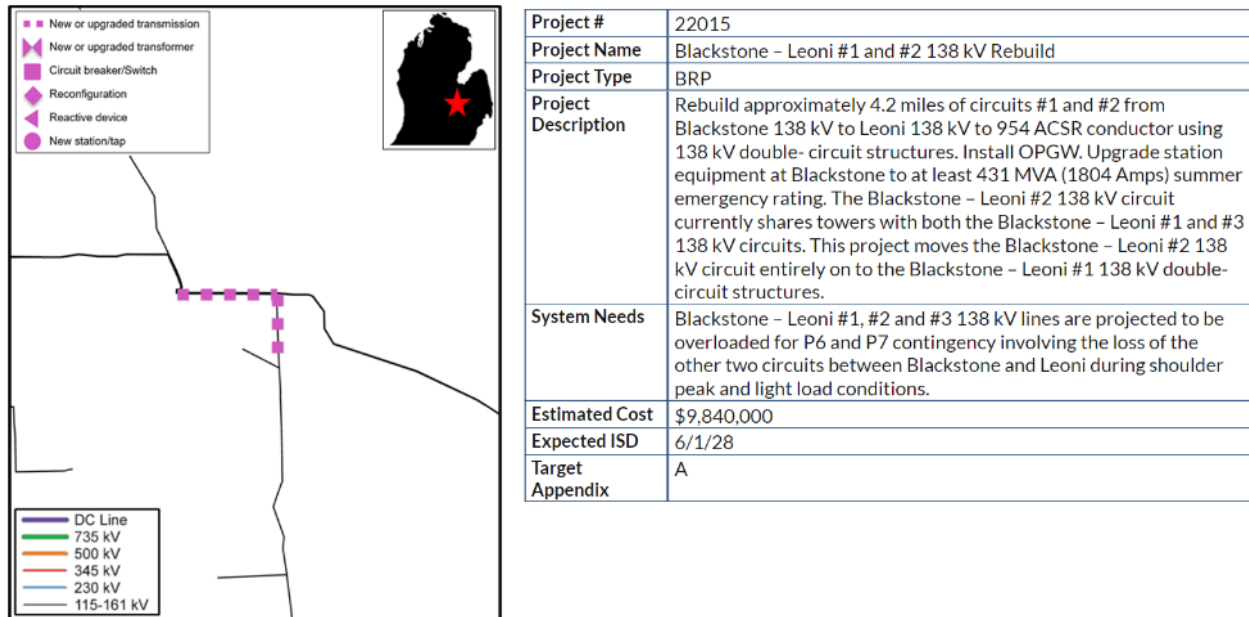 New or upgraded transmission
New or upgraded transformer
Circuit breaker/Switch
Reconfiguration
Reactive device
New station/tap
DC Line
735 kV
500 kV
345 kV
230 kV
115-161 kV
Project # 22015
Project Name Blackstone – Leoni #1 and #2 138 kV Rebuild
Project Type BRP
Project Description Rebuild approximately 4.2 miles of circuits #1 and #2 from
Blackstone 138 kV to Leoni 138 kV to 954 ACSR conductor using
138 kV double- circuit structures. Install OPGW. Upgrade station
equipment at Blackstone to at least 431 MVA (1804 Amps) summer
emergency rating. The Blackstone – Leoni #2 138 kV circuit
currently shares towers with both the Blackstone – Leoni #1 and #3
138 kV circuits. This project moves the Blackstone – Leoni #2 138
kV circuit entirely on to the Blackstone – Leoni #1 138 kV double-
circuit structures.
System Needs Blackstone – Leoni #1, #2 and #3 138 kV lines are projected to be
overloaded for P6 and P7 contingency involving the loss of the
other two circuits between Blackstone and Leoni during shoulder
peak and light load conditions.
Estimated Cost $9,840,000
Expected ISD 6/1/28
Target Appendix A